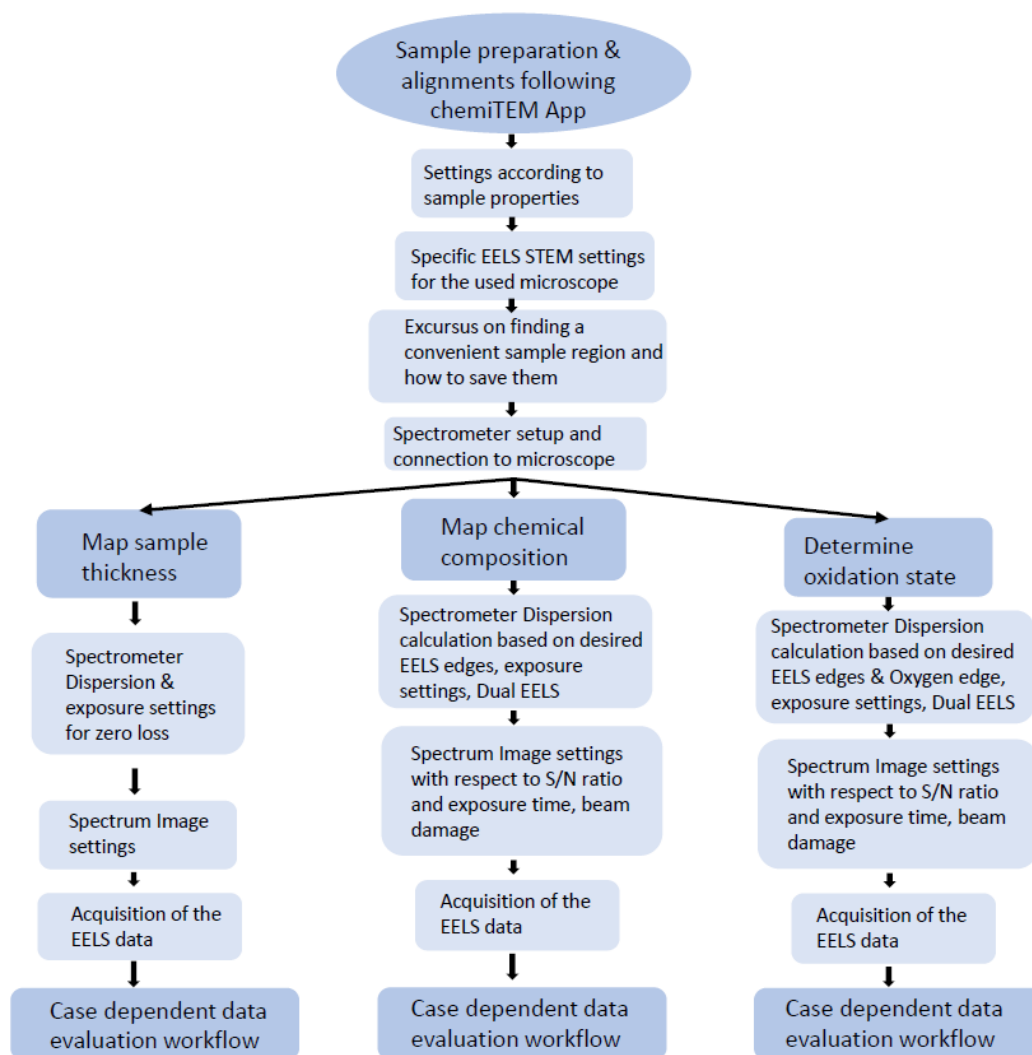 Sample preparation &
alignments following
chemiTEM App
Settings according to
sample properties
Specific EELS STEM settings
for the used microscope
Excursus on finding a
convenient sample region and
how to save them
Spectrometer setup and
connection to microscope
Map sample
thickness
Spectrometer
Dispersion &
exposure settings
for zero loss
Spectrum Image
settings
Acquisition of the
EELS data
Case dependent data
evaluation workflow
Map chemical
composition
Spectrometer Dispersion
calculation based on desired
EELS edges, exposure
settings, Dual EELS
Spectrum Image settings
with respect to S/N ratio
and exposure time, beam
damage
Acquisition of the
EELS data
Case dependent data
evaluation workflow
Determine
oxidation state
Spectrometer Dispersion
calculation based on desired
EELS edges & Oxygen edge,
exposure settings, Dual EELS
Spectrum Image settings
with respect to S/N ratio
and exposure time, beam
damage
Acquisition of the
EELS data
Case dependent data
evaluation workflow